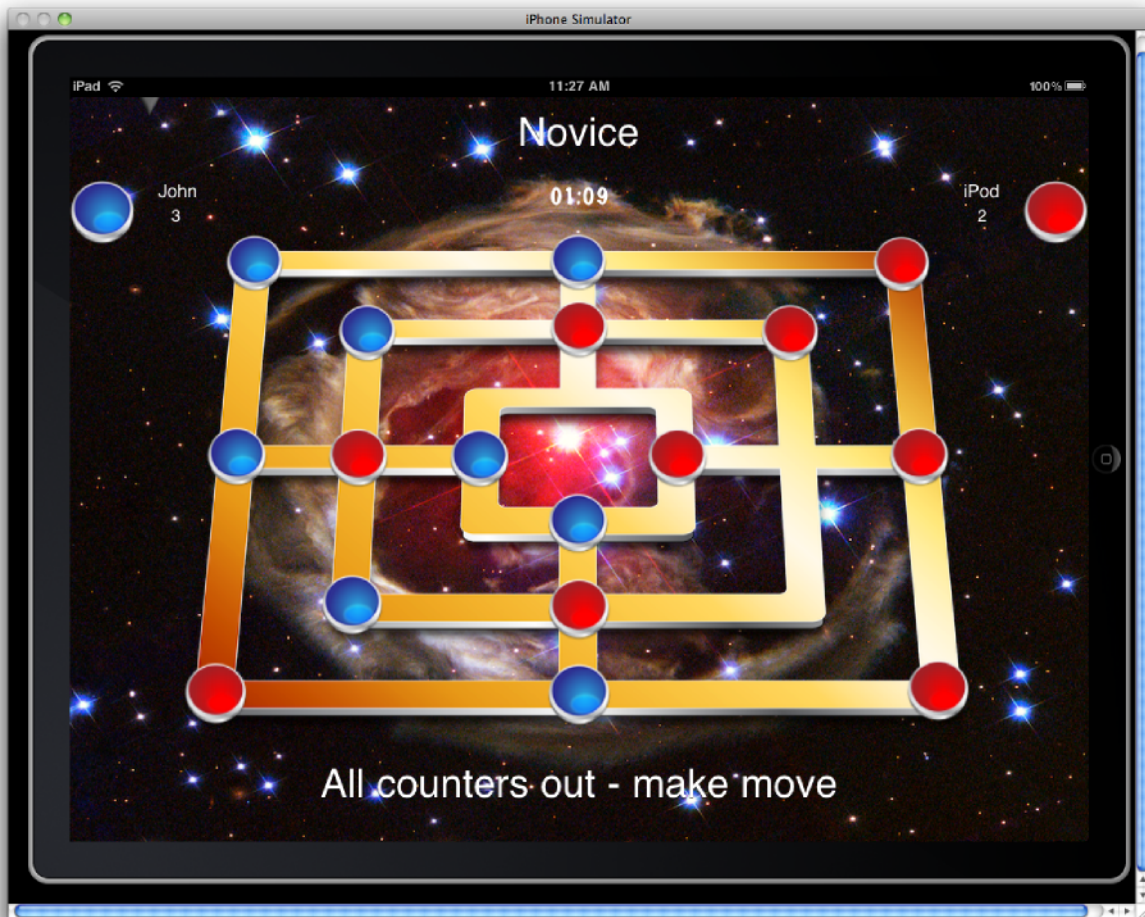 iPhone Simulator
iPad 11:27 AM 100%
Novice
John
3
01:09
iPod
2
All counters out - make move